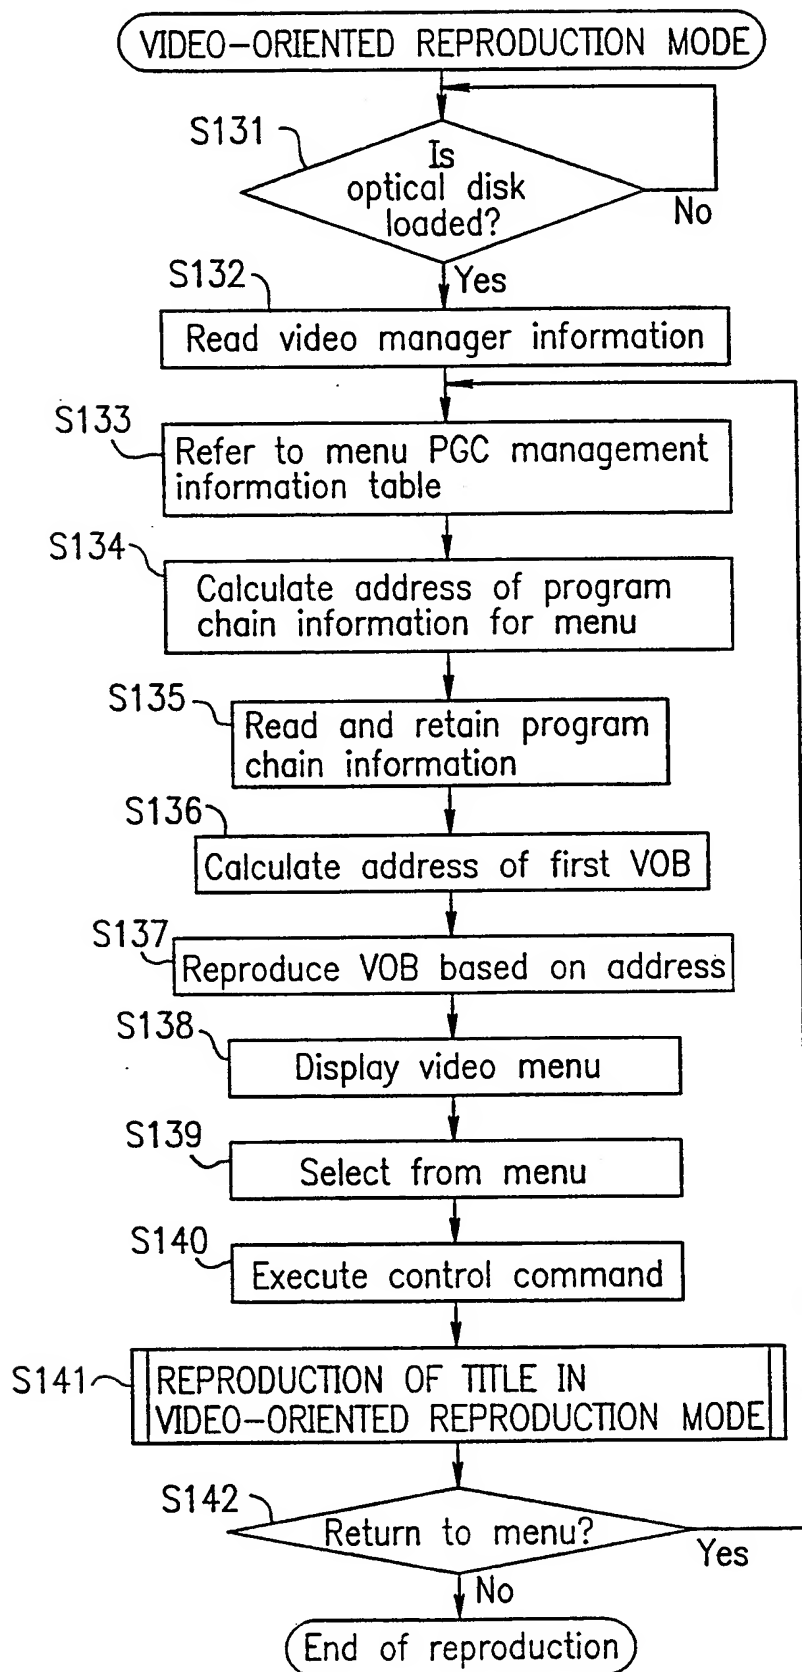 VIDEO-ORIENTED REPRODUCTION MODE
S131
Is
optical disk
loaded?
No
Yes
S132
Read video manager information
S133
Refer to menu PGC management
information table
S134
Calculate address of program
chain information for menu
S135
Read and retain program
chain information
S136
Calculate address of first VOB
S137
Reproduce VOB based on address
S138
Display video menu
S139
Select from menu
S140
Execute control command
S141
REPRODUCTION OF TITLE IN
VIDEO-ORIENTED REPRODUCTION MODE
S142
Return to menu?
Yes
No
End of reproduction